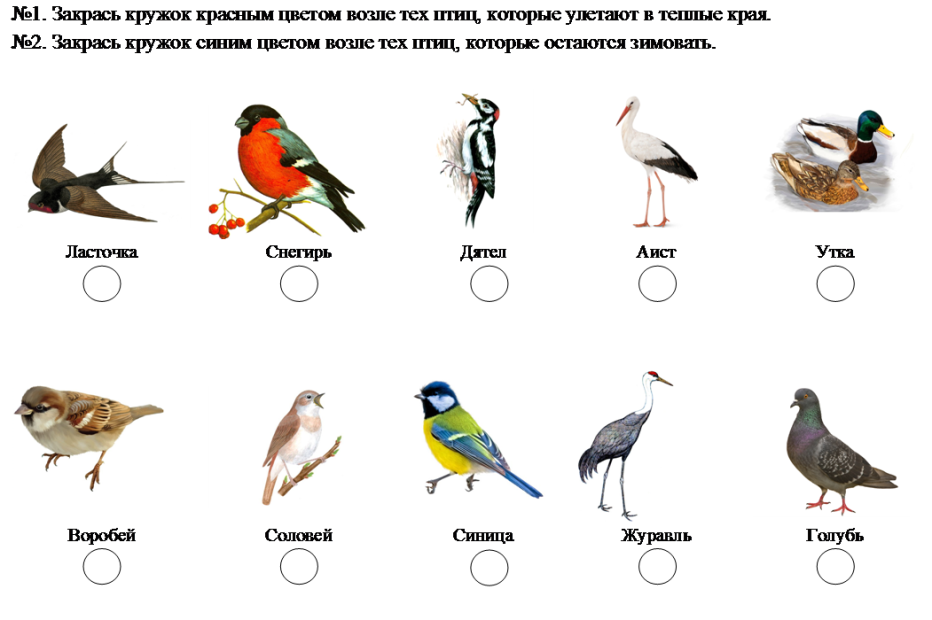 №1. Закрась кружок красным цветом возле тех птиц, которые улетают в теплые края.
№2. Закрась кружок синим цветом возле тех птиц, которые остаются зимовать.
Ласточка Снегирь Дятел Аист Утка
Воробей Соловей Синица Журавль Голубь